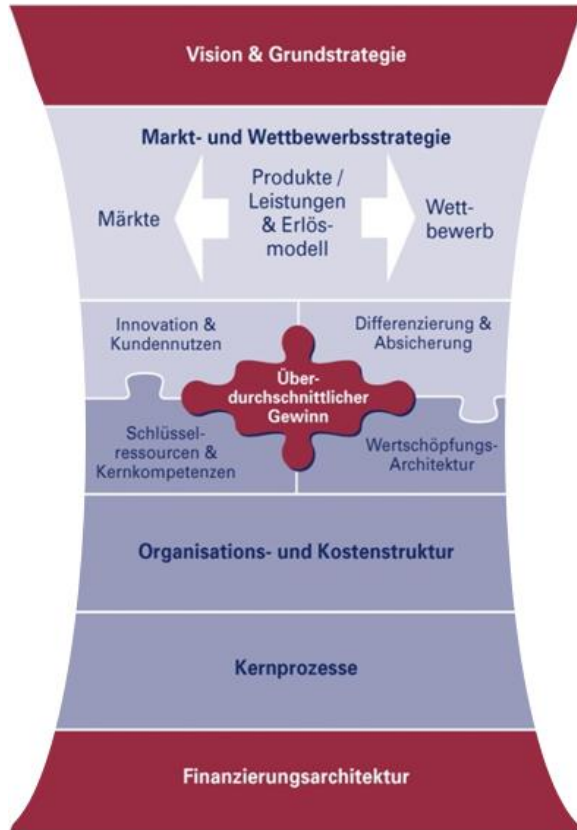 Vision & Grundstrategie
Markt- und Wettbewerbsstrategie
Märkte
Produkte /
Leistungen
& Erlös-
modell
Wett-
bewerb
Innovation &
Kundennutzen
Differenzierung &
Absicherung
Über-
durchschnittlicher
Gewinn
Schlüssel-
ressourcen &
Kernkompetenzen
Wertschöpfungs-
Architektur
Organisations- und Kostenstruktur
Kernprozesse
Finanzierungsarchitektur